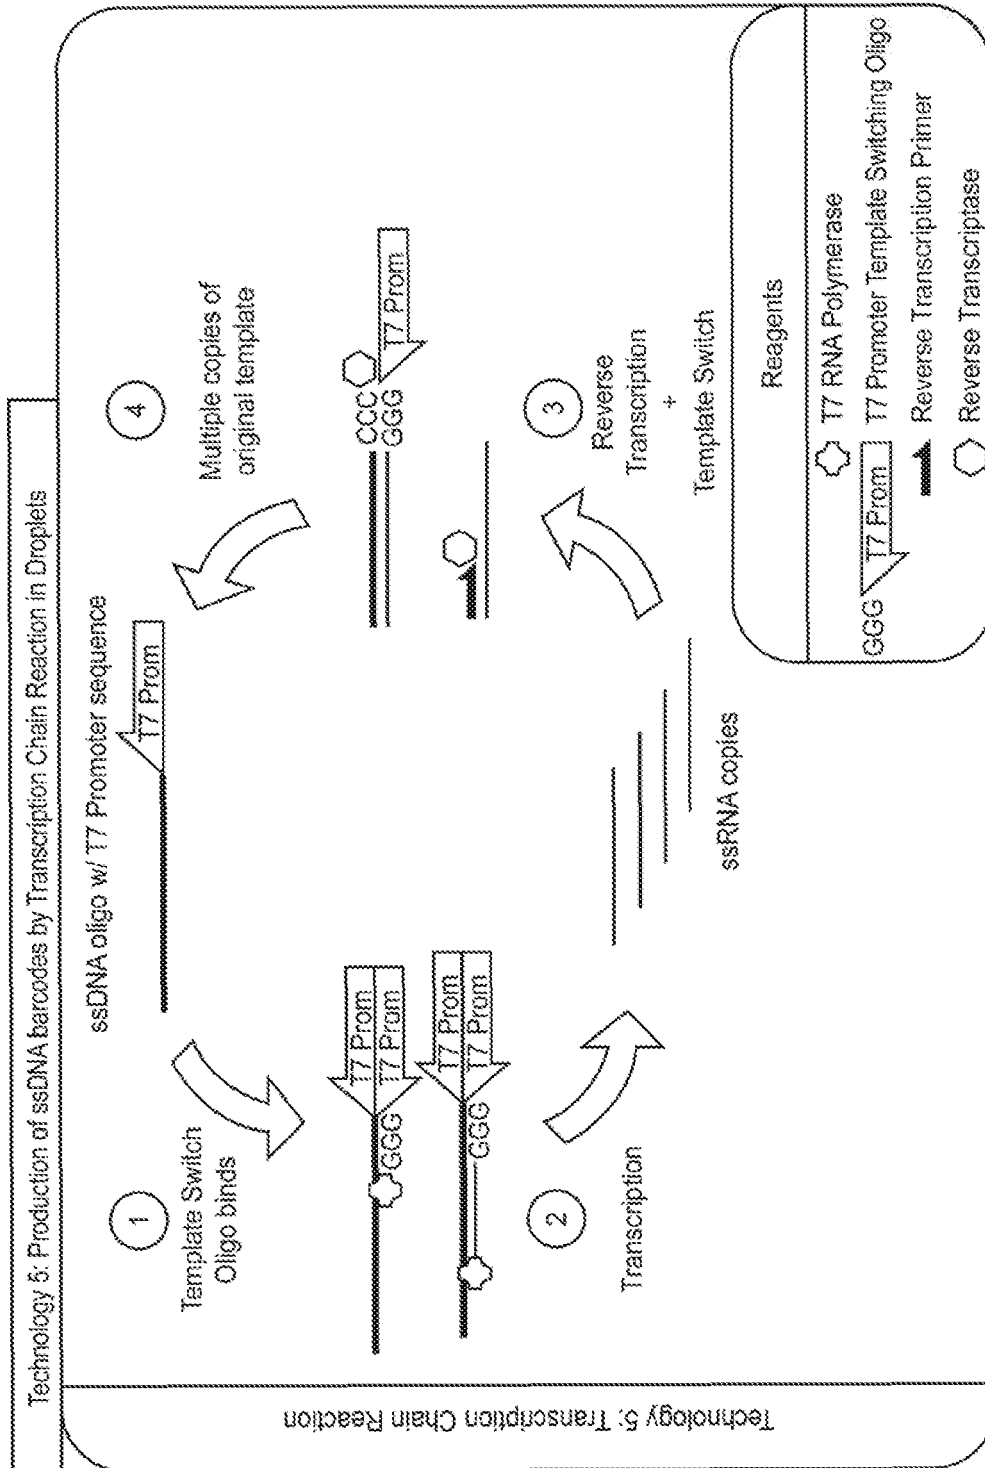 Technology 5: Production of ssDNA barcodes by Transcription Chain Reaction in Droplets
Technology 5: Transcription Chain Reaction
ssDNA oligo w/ T7 Promoter sequence
T7 Prom
1
Template Switch
Oligo binds
T7 Prom
T7 Prom
GGG
T7 Prom
T7 Prom
GGG
2
Transcription
ssRNA copies
3
Reverse
Transcription
+
Template Switch
4
Multiple copies of
original template
CCC
GGG
T7 Prom
Reagents
T7 RNA Polymerase
GGG T7 Prom T7 Promoter Template Switching Oligo
Reverse Transcription Primer
Reverse Transcriptase